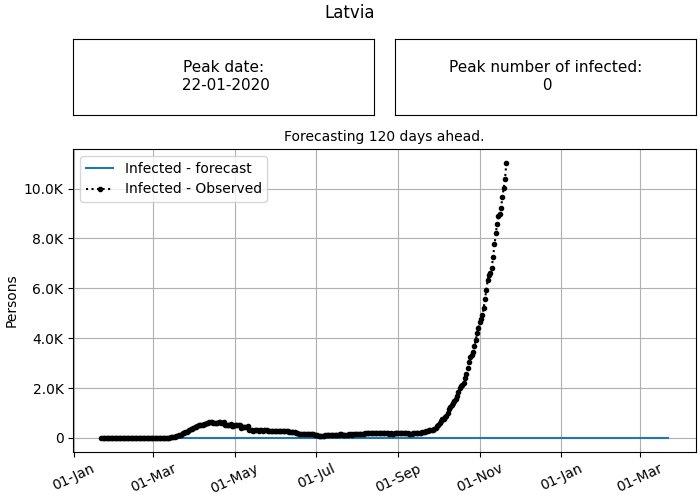 Latvia
Peak date:
22-01-2020
Peak number of infected:
0
Forecasting 120 days ahead.
Infected - forecast
Infected - Observed
Persons
10.0K
8.0K
6.0K
4.0K
2.0K
0
01-Jan
01-Mar
01-May
01-Jul
01-Sep
01-Nov
01-Jan
01-Mar